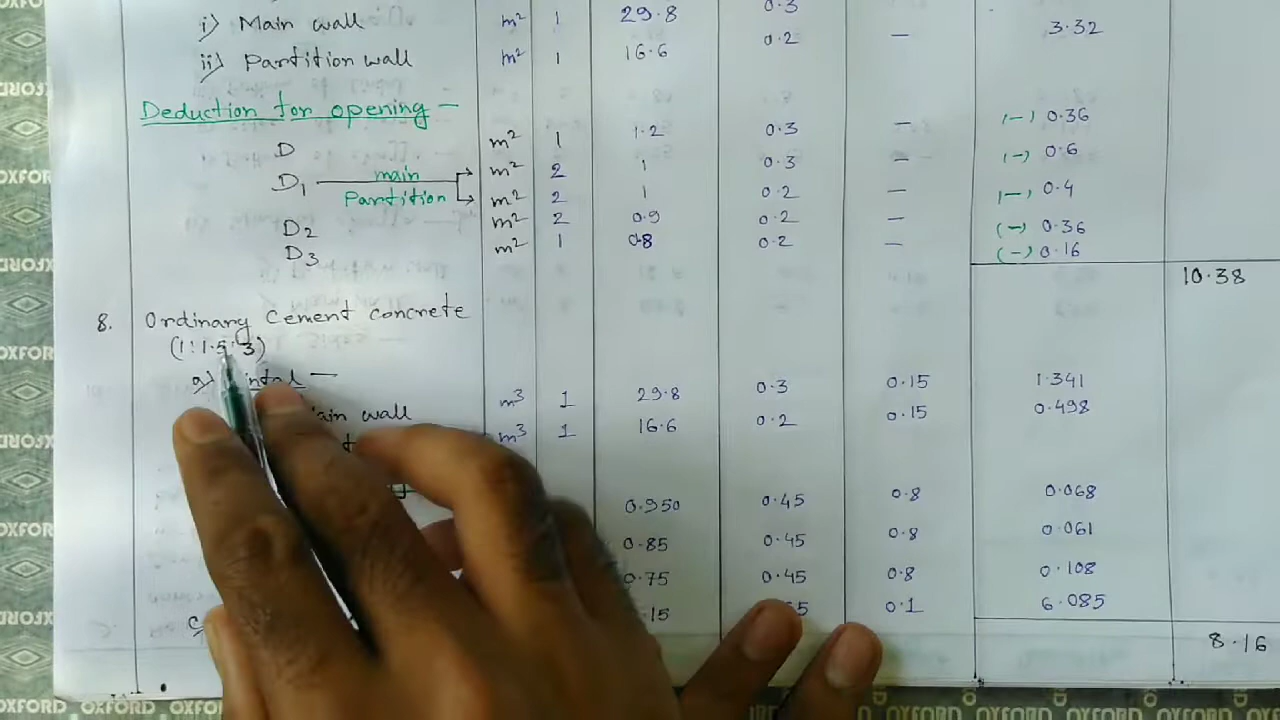 i) Main wall m² 1 29.8 0.3
ii) Partition wall m² 1 16.6 0.2 — 3.32
Deduction for opening —
D m² 1 1.2 0.3 — (-) 0.36
D₁ main m² 2 1 0.3 — (-) 0.6
Partition m² 2 1 0.2 — (-) 0.4
D₂ m² 2 0.9 0.2 — (-) 0.36
D₃ m² 1 0.8 0.2 — (-) 0.16
10.38
8. Ordinary Cement concrete
(1:1.5:3)
a) —
wall m³ 1 29.8 0.3 0.15 1.341
m³ 1 16.6 0.2 0.15 0.498
0.950 0.45 0.8 0.068
0.85 0.45 0.8 0.061
0.75 0.45 0.8 0.108
0.1 6.085
8.16
OXFORD OXFORD OXFORD OXFORD